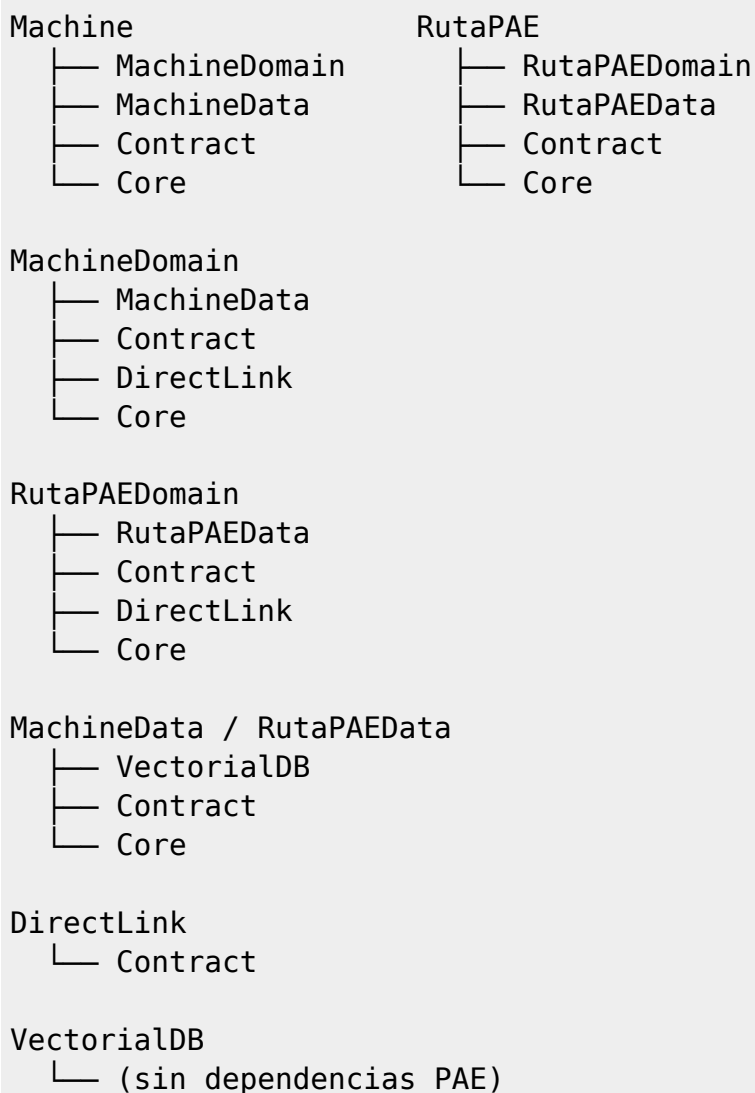 Machine                RutaPAE
  ├── MachineDomain      ├── RutaPAEDomain
  ├── MachineData        ├── RutaPAEData
  ├── Contract           ├── Contract
  └── Core               └── Core

MachineDomain
  ├── MachineData
  ├── Contract
  ├── DirectLink
  └── Core

RutaPAEDomain
  ├── RutaPAEData
  ├── Contract
  ├── DirectLink
  └── Core

MachineData / RutaPAEData
  ├── VectorialDB
  ├── Contract
  └── Core

DirectLink
  └── Contract

VectorialDB
  └── (sin dependencias PAE)